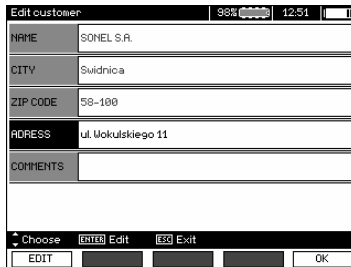 Edit customer 98% 12:51
NAME SONEL S.A.
CITY Swidnica
ZIP CODE 58-100
ADRESS ul. Wokulskiego 11
COMMENTS
Choose ENTER Edit ESC Exit
EDIT OK